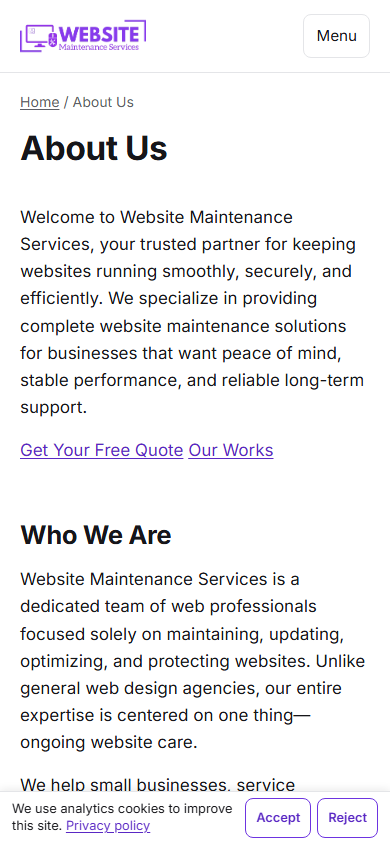 WEBSITE
Maintenance Services
Menu
Home / About Us
About Us
Welcome to Website Maintenance
Services, your trusted partner for keeping
websites running smoothly, securely, and
efficiently. We specialize in providing
complete website maintenance solutions
for businesses that want peace of mind,
stable performance, and reliable long-term
support.
Get Your Free Quote Our Works
Who We Are
Website Maintenance Services is a
dedicated team of web professionals
focused solely on maintaining, updating,
optimizing, and protecting websites. Unlike
general web design agencies, our entire
expertise is centered on one thing—
ongoing website care.
We help small businesses, service
We use analytics cookies to improve
this site. Privacy policy
Accept
Reject